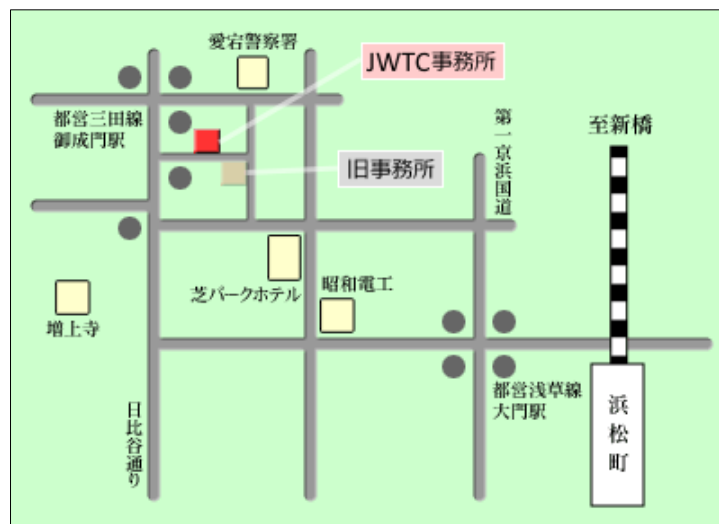 愛宕警察署
JWTC事務所
都営三田線
御成門駅
第一京浜国道
至新橋
旧事務所
芝パークホテル
昭和電工
増上寺
都営浅草線
大門駅
日比谷通り
浜松町